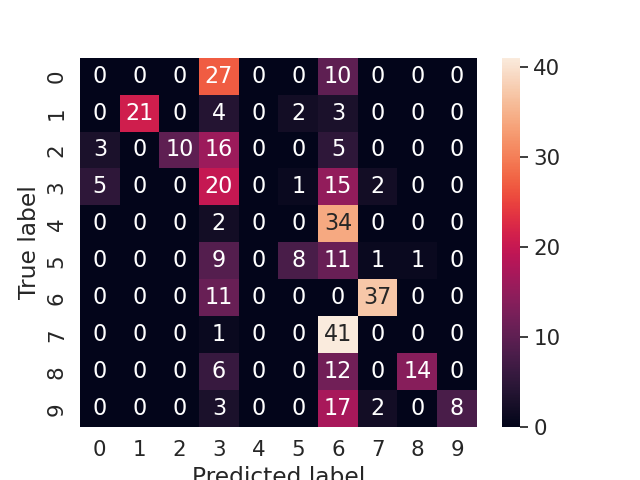 0 0 0 0 27 0 0 10 0 0 0
1 0 21 0 4 0 2 3 0 0 0
2 3 0 10 16 0 0 5 0 0 0
3 5 0 0 20 0 1 15 2 0 0
4 0 0 0 2 0 0 34 0 0 0
5 0 0 0 9 0 8 11 1 1 0
6 0 0 0 11 0 0 0 37 0 0
7 0 0 0 1 0 0 41 0 0 0
8 0 0 0 6 0 0 12 0 14 0
9 0 0 0 3 0 0 17 2 0 8
0 1 2 3 4 5 6 7 8 9
Predicted label
True label
40
30
20
10
0